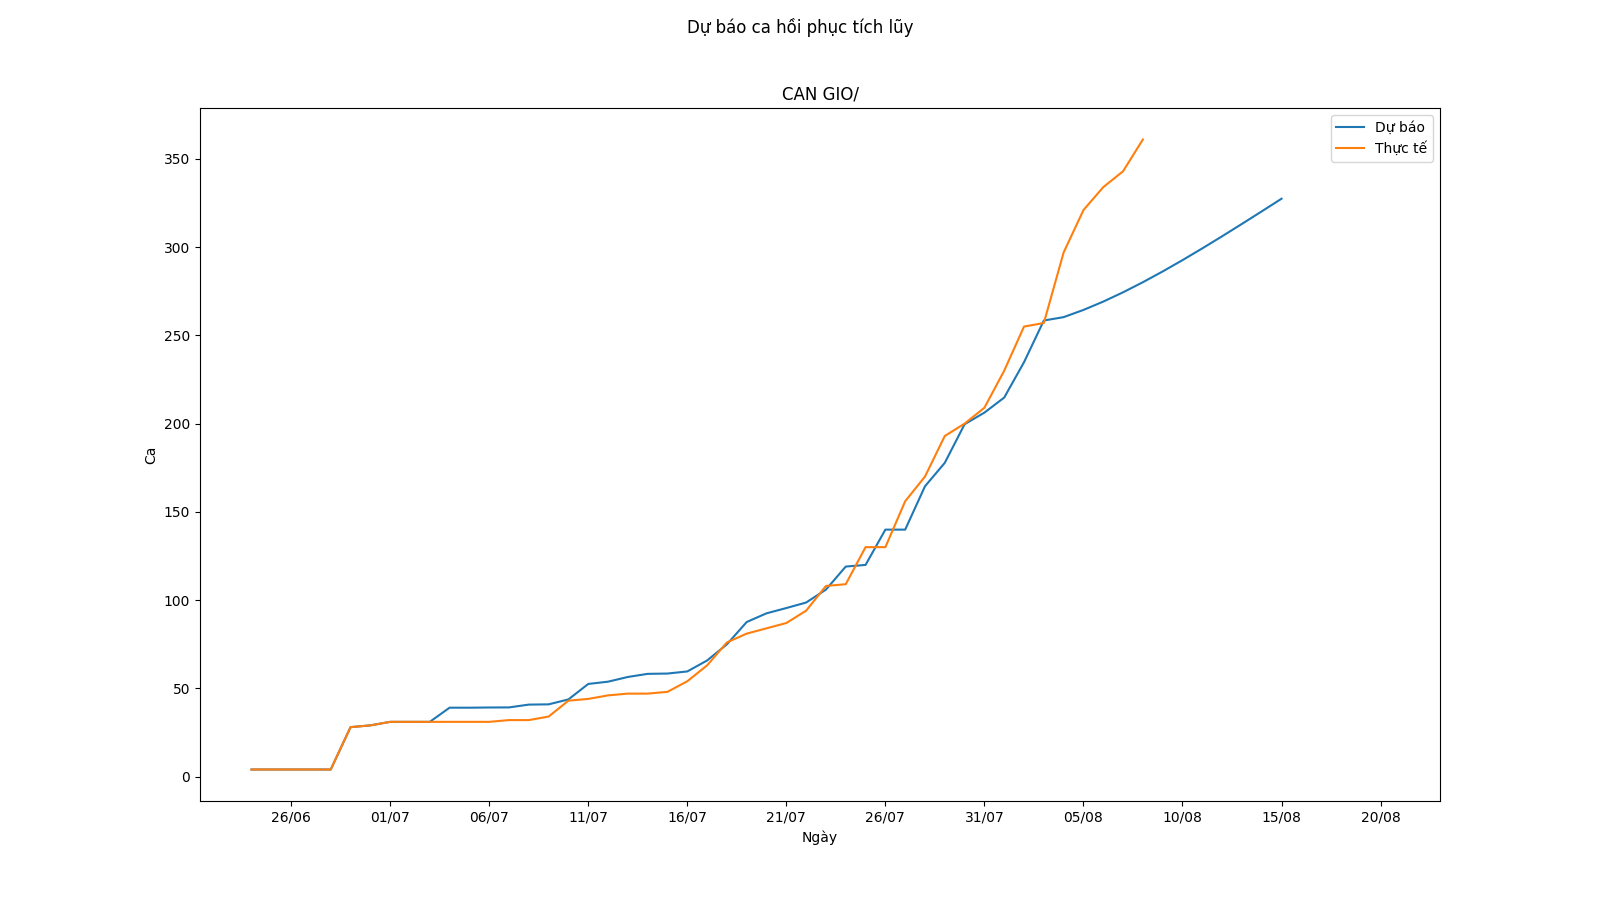 Dự báo ca hồi phục tích lũy
CAN GIO/
Dự báo
Thực tế
350
300
250
200
150
100
50
0
Ca
26/06 01/07 06/07 11/07 16/07 21/07 26/07 31/07 05/08 10/08 15/08 20/08
Ngày